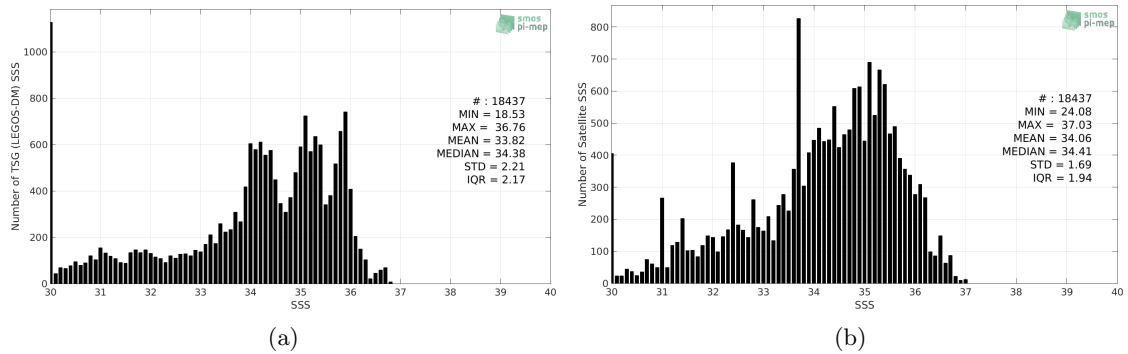 smos
pi-mep
Number of TSG (LEGOS-DM) SSS
1000
800
600
400
200
0
# : 18437
MIN = 18.53
MAX = 36.76
MEAN = 33.82
MEDIAN = 34.38
STD = 2.21
IQR = 2.17
30 31 32 33 34 35 36 37 38 39 40
SSS
(a)
smos
pi-mep
Number of Satellite SSS
800
700
600
500
400
300
200
100
0
# : 18437
MIN = 24.08
MAX = 37.03
MEAN = 34.06
MEDIAN = 34.41
STD = 1.69
IQR = 1.94
30 31 32 33 34 35 36 37 38 39 40
SSS
(b)